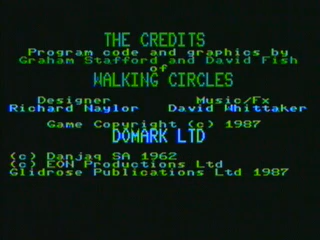 THE CREDITS
Program code and graphics by
Graham Stafford and David Fish
of
WALKING CIRCLES
Designer Music/Fx
Richard Naylor David Whittaker
Game Copyright (c) 1987
DOMARK LTD
(c) Danjaq SA 1962
(c) EON Productions Ltd
Glidrose Publications Ltd 1987